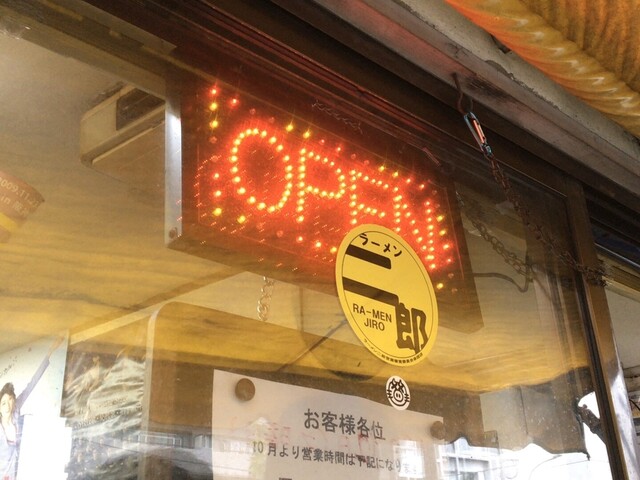 OPEN
ラーメン
二郎
RA-MEN
JIRO
お客様各位
10月より営業時間は下記になり